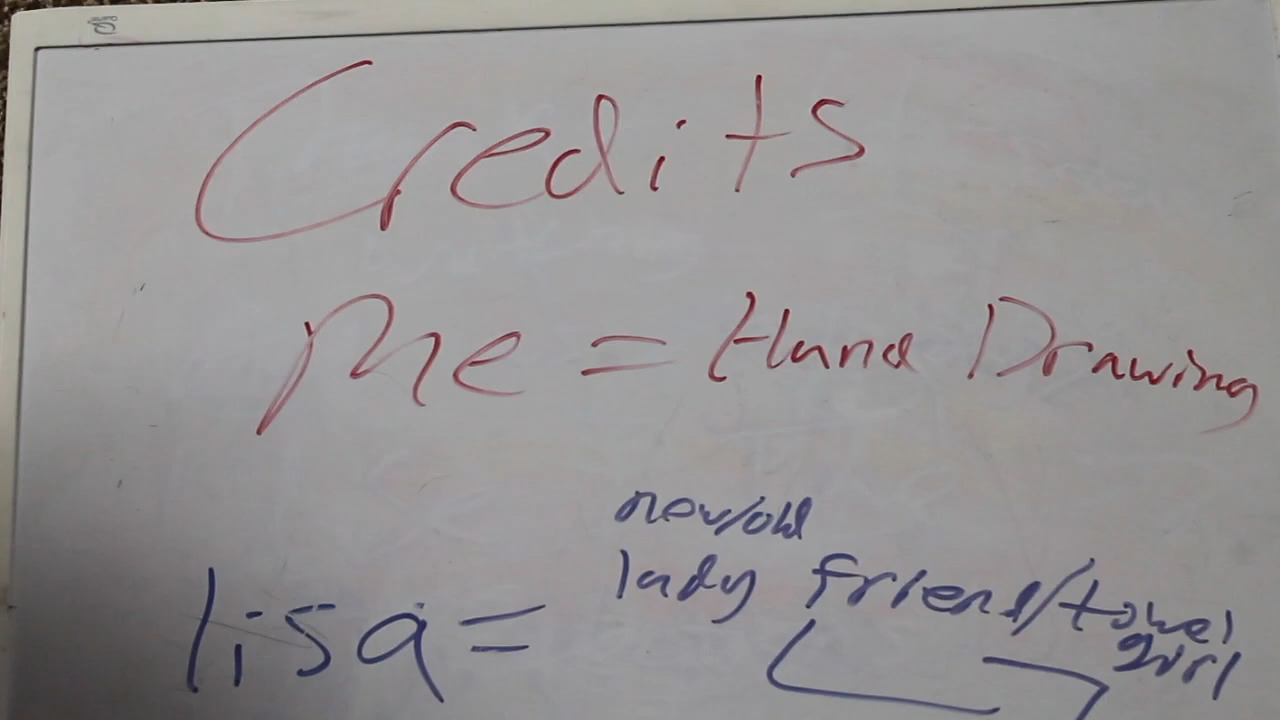 Credits
Me = Hand Drawing
new/old
lady friend/towel
lisa=
girl